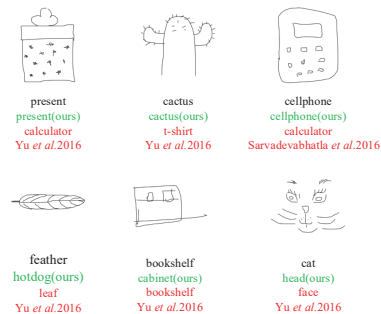 present
present(ours)
calculator
Yu et al.2016
cactus
cactus(ours)
t-shirt
Yu et al.2016
cellphone
cellphone(ours)
calculator
Sarvadevabhatla et al.2016
feather
hotdog(ours)
leaf
Yu et al.2016
bookshelf
cabinet(ours)
bookshelf
Yu et al.2016
cat
head(ours)
face
Yu et al.2016